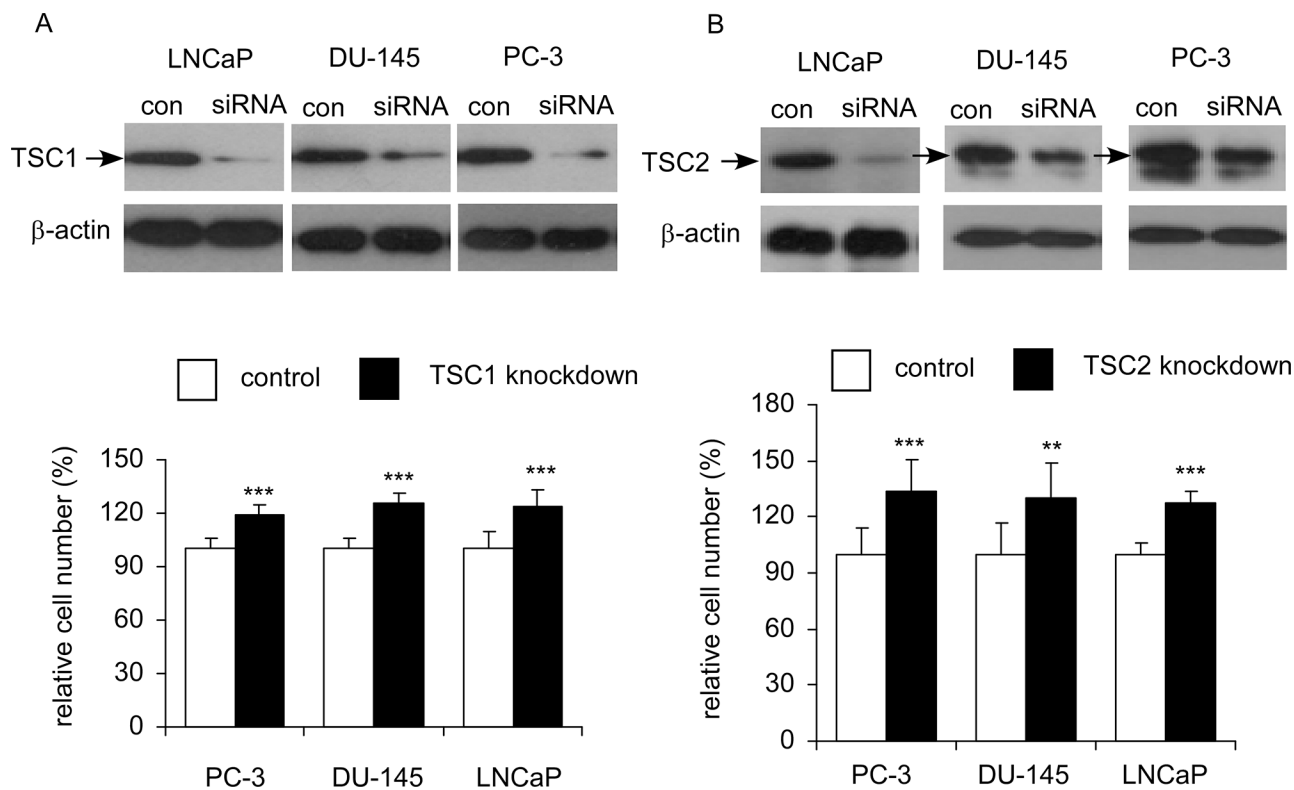 A
LNCaP DU-145 PC-3
con siRNA con siRNA con siRNA
TSC1
β-actin
control TSC1 knockdown
relative cell number (%)
150
120
90
60
30
0
*** *** ***
PC-3 DU-145 LNCaP
B
LNCaP DU-145 PC-3
con siRNA con siRNA con siRNA
TSC2
β-actin
control TSC2 knockdown
relative cell number (%)
180
150
120
90
60
30
0
*** ** ***
PC-3 DU-145 LNCaP